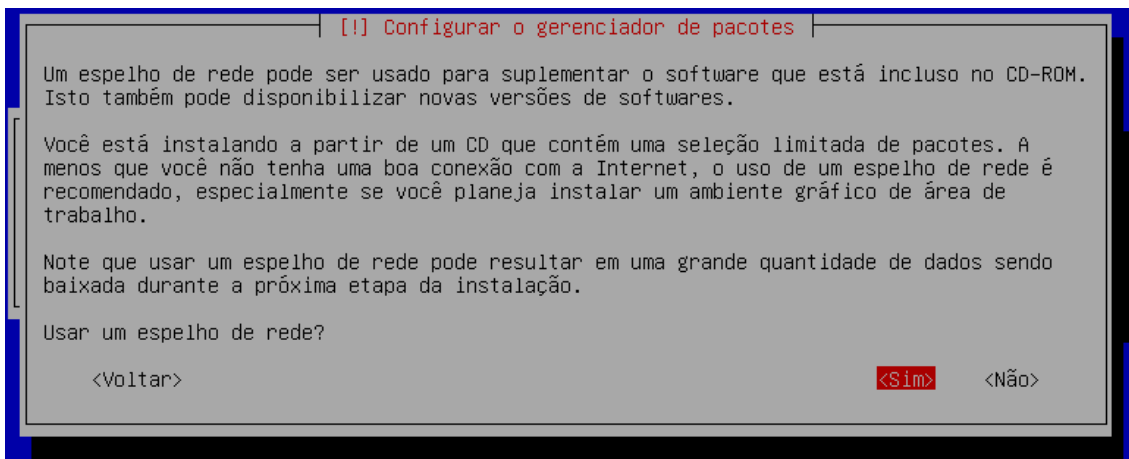 [!] Configurar o gerenciador de pacotes
Um espelho de rede pode ser usado para suplementar o software que está incluso no CD-ROM.
Isto também pode disponibilizar novas versões de softwares.
Você está instalando a partir de um CD que contém uma seleção limitada de pacotes. A
menos que você não tenha uma boa conexão com a Internet, o uso de um espelho de rede é
recomendado, especialmente se você planeja instalar um ambiente gráfico de área de
trabalho.
Note que usar um espelho de rede pode resultar em uma grande quantidade de dados sendo
baixada durante a próxima etapa da instalação.
Usar um espelho de rede?
<Voltar> <Sim> <Não>